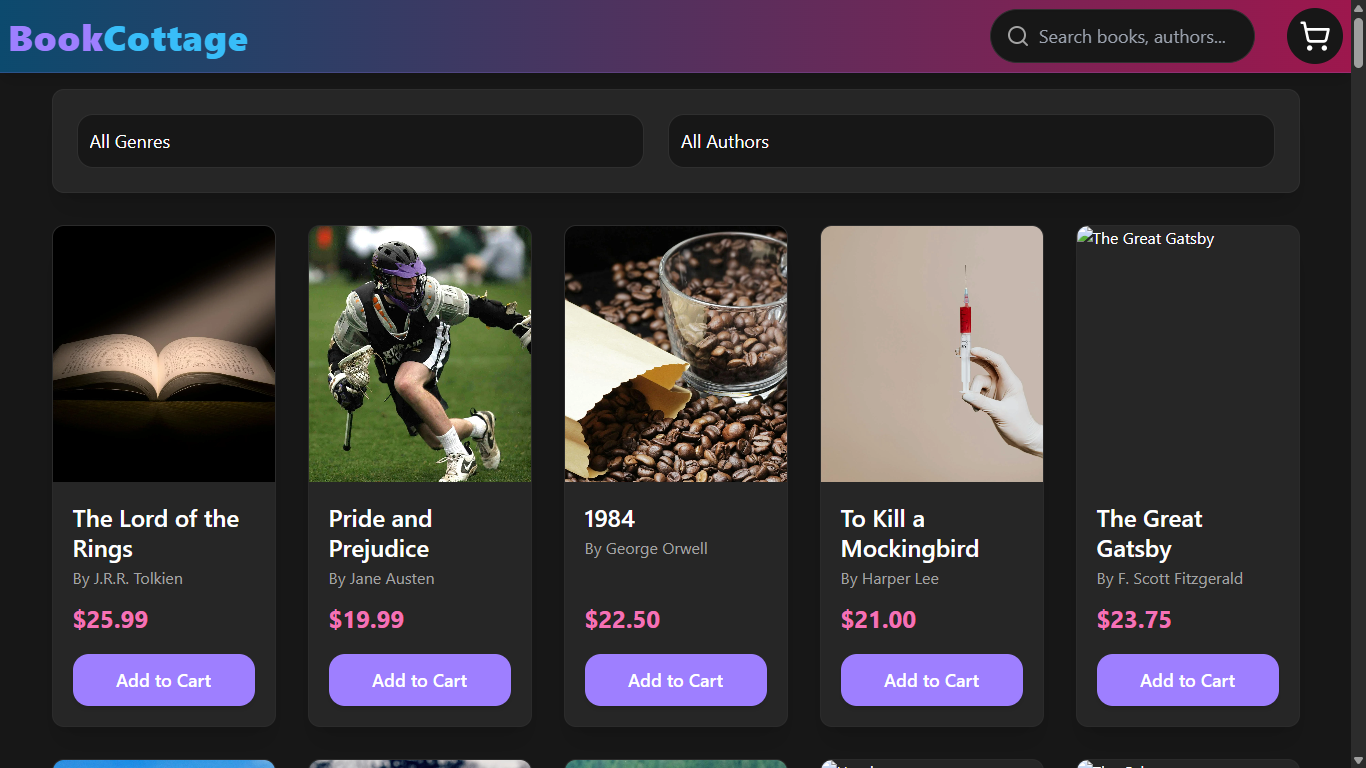 BookCottage
Search books, authors...
All Genres
All Authors
The Great Gatsby
The Lord of the
Rings
By J.R.R. Tolkien
$25.99
Add to Cart
Pride and
Prejudice
By Jane Austen
$19.99
Add to Cart
1984
By George Orwell
$22.50
Add to Cart
To Kill a
Mockingbird
By Harper Lee
$21.00
Add to Cart
The Great
Gatsby
By F. Scott Fitzgerald
$23.75
Add to Cart